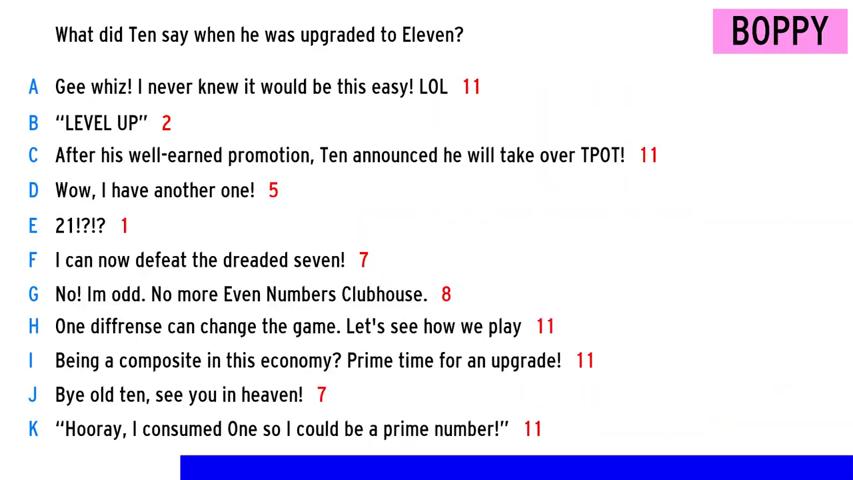 What did Ten say when he was upgraded to Eleven?
BOPPY
A Gee whiz! I never knew it would be this easy! LOL 11
B “LEVEL UP” 2
C After his well-earned promotion, Ten announced he will take over TPOT! 11
D Wow, I have another one! 5
E 21!?!? 1
F I can now defeat the dreaded seven! 7
G No! Im odd. No more Even Numbers Clubhouse. 8
H One diffrense can change the game. Let's see how we play 11
I Being a composite in this economy? Prime time for an upgrade! 11
J Bye old ten, see you in heaven! 7
K “Hooray, I consumed One so I could be a prime number!” 11